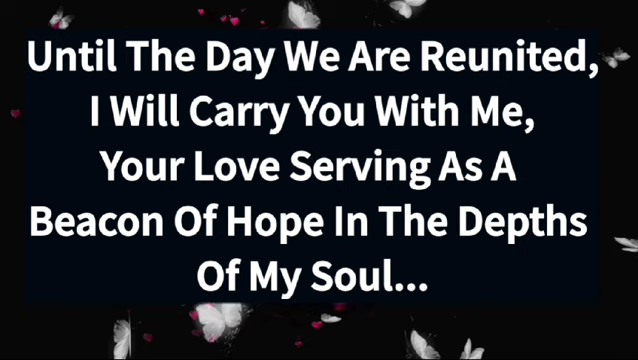 Until The Day We Are Reunited,
I Will Carry You With Me,
Your Love Serving As A
Beacon Of Hope In The Depths
Of My Soul...